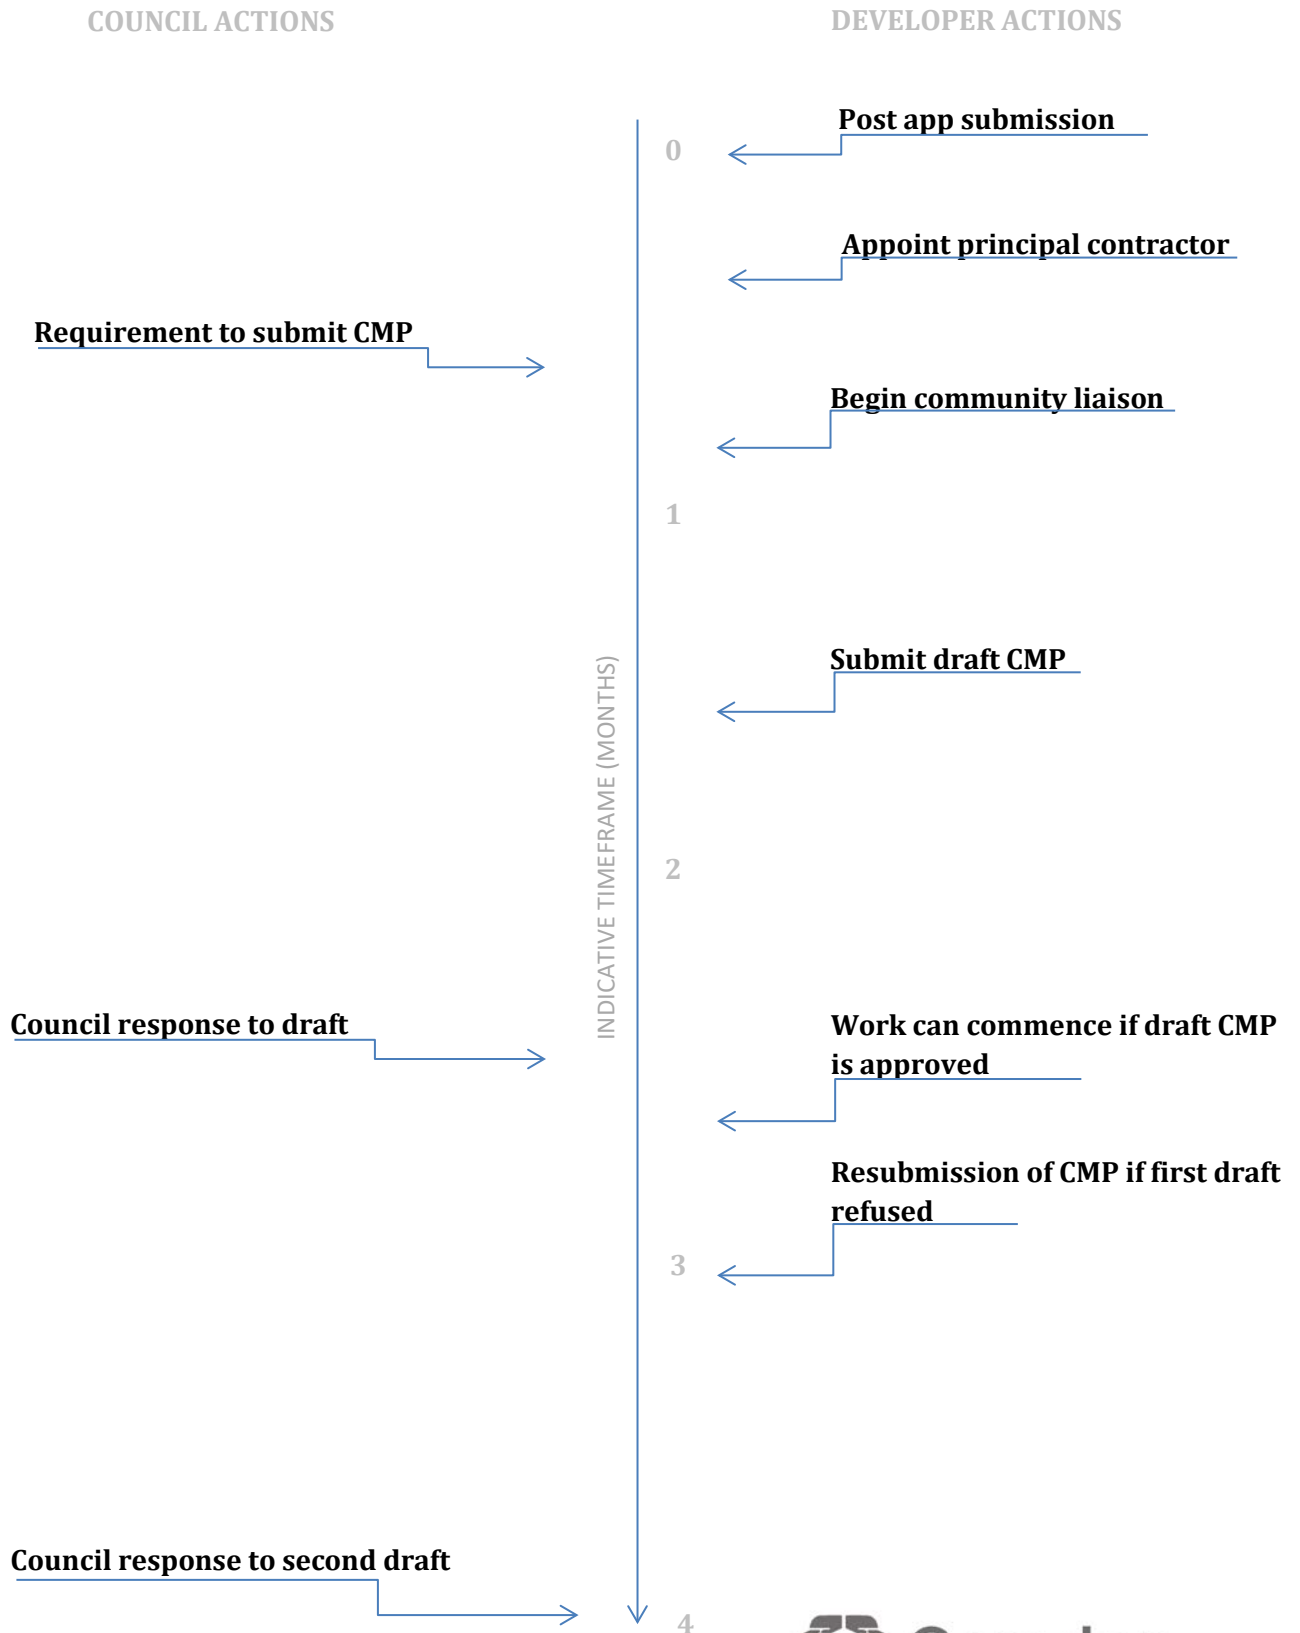 COUNCIL ACTIONS
DEVELOPER ACTIONS
Post app submission
0
Appoint principal contractor
Requirement to submit CMP
Begin community liaison
1
Submit draft CMP
INDICATIVE TIMEFRAME (MONTHS)
2
Council response to draft
Work can commence if draft CMP
is approved
Resubmission of CMP if first draft
refused
3
Council response to second draft
4